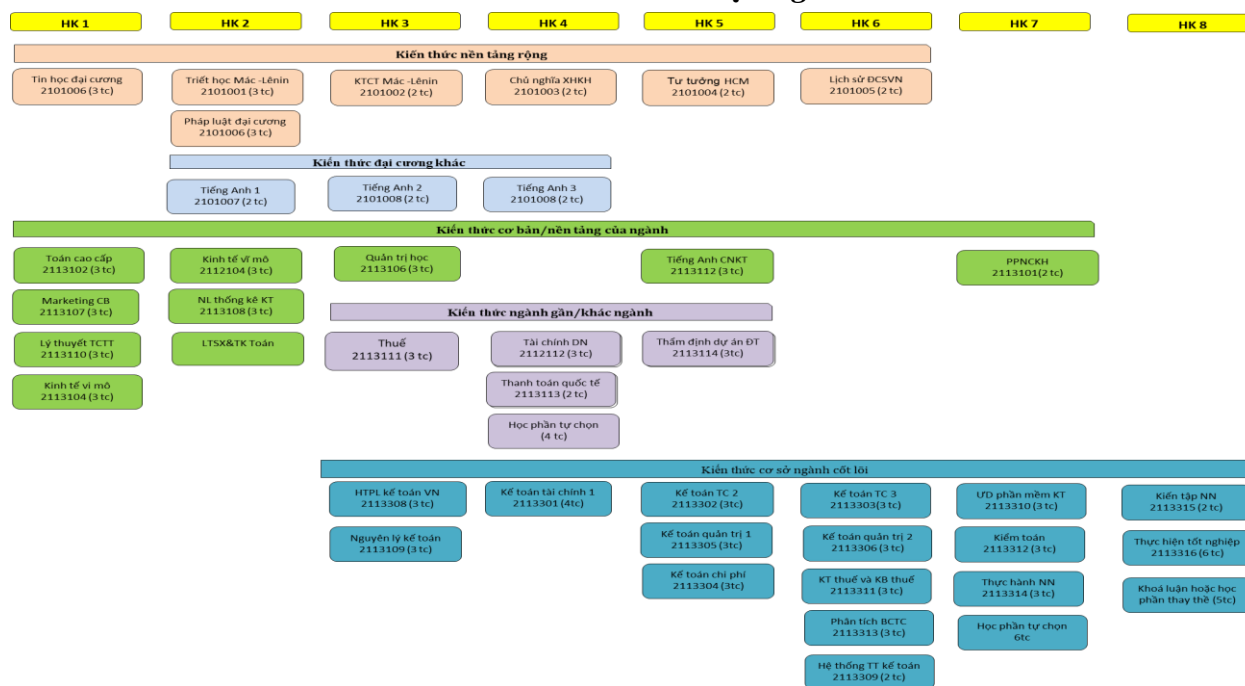 HK 1
HK 2
HK 3
HK 4
HK 5
HK 6
HK 7
HK 8
Kiến thức nền tảng rộng
Tin học đại cương
2101006 (3 tc)
Triết học Mác -Lênin
2101001 (3 tc)
KTCT Mác -Lênin
2101002 (2 tc)
Chủ nghĩa XHKH
2101003 (2 tc)
Tư tưởng HCM
2101004 (2 tc)
Lịch sử ĐCSVN
2101005 (2 tc)
Pháp luật đại cương
2101006 (3 tc)
Kiến thức đại cương khác
Tiếng Anh 1
2101007 (2 tc)
Tiếng Anh 2
2101008 (2 tc)
Tiếng Anh 3
2101008 (2 tc)
Kiến thức cơ bản/nền tảng của ngành
Toán cao cấp
2113102 (3 tc)
Kinh tế vĩ mô
2112104 (3 tc)
Quản trị học
2113106 (3 tc)
Tiếng Anh CNKT
2113112 (3 tc)
PPNCKH
2113101(2 tc)
Marketing CB
2113107 (3 tc)
NL thống kê KT
2113108 (3 tc)
Kiến thức ngành gần/khác ngành
Lý thuyết TCTT
2113110 (3 tc)
LTSX&TK Toán
Thuế
2113111 (3 tc)
Tài chính DN
2112112 (3 tc)
Thẩm định dự án ĐT
2113114 (3tc)
Kinh tế vi mô
2113104 (3 tc)
Thanh toán quốc tế
2113113 (2 tc)
Học phần tự chọn
(4 tc)
Kiến thức cơ sở ngành cốt lõi
HTPL kế toán VN
2113308 (3 tc)
Kế toán tài chính 1
2113301 (4tc)
Kế toán TC 2
2113302 (3tc)
Kế toán TC 3
2113303(3 tc)
ƯD phần mềm KT
2113310 (3 tc)
Kiến tập NN
2113315 (2 tc)
Nguyên lý kế toán
2113109 (3 tc)
Kế toán quản trị 1
2113305 (3tc)
Kế toán quản trị 2
2113306 (3 tc)
Kiểm toán
2113312 (3 tc)
Thực hiện tốt nghiệp
2113316 (6 tc)
Kế toán chi phí
2113304 (3tc)
KT thuế và KB thuế
2113311 (3 tc)
Thực hành NN
2113314 (3 tc)
Khoá luận hoặc học
phần thay thề (5tc)
Phân tích BCTC
2113313 (3 tc)
Học phần tự chọn
6tc
Hệ thống TT kế toán
2113309 (2 tc)